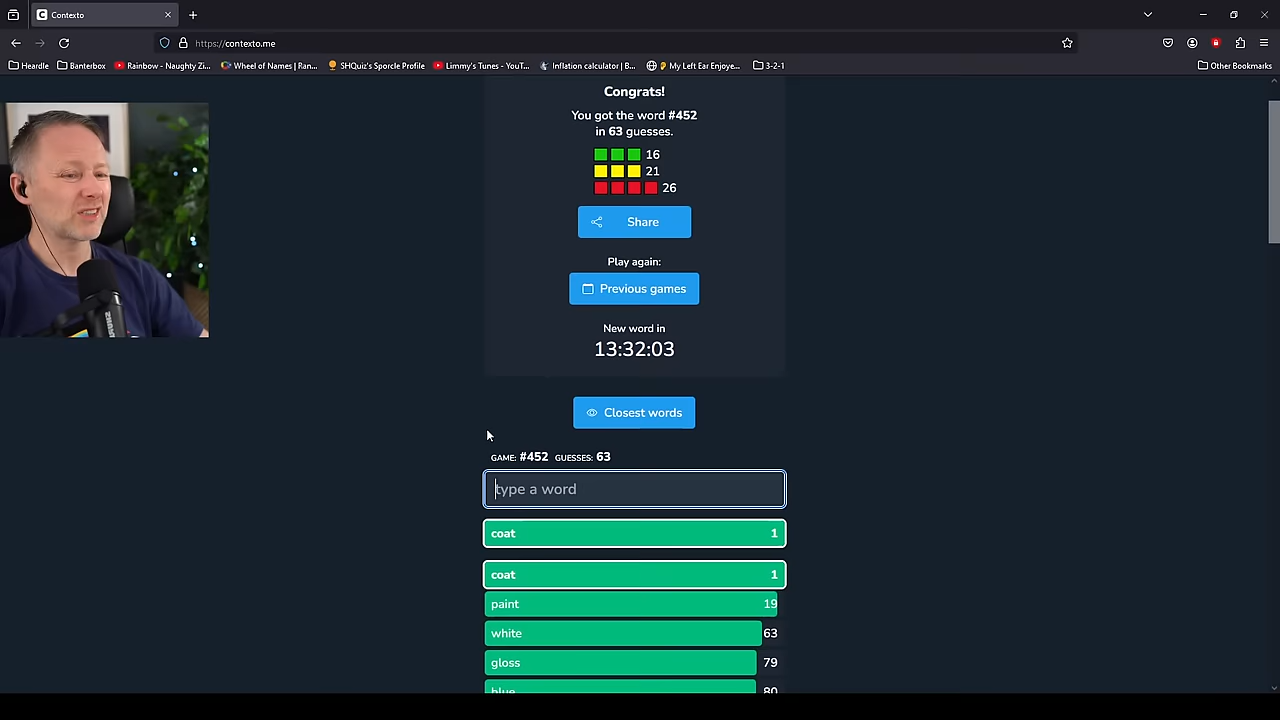 Contexto
https://contexto.me
Heardle
Banterbox
Rainbow - Naughty Zi...
Wheel of Names | Ran...
SHQuiz's Sporcle Profile
Limmy's Tunes - YouT...
Inflation calculator | B...
My Left Ear Enjoye...
3-2-1
Other Bookmarks
Congrats!
You got the word #452
in 63 guesses.
16
21
26
Share
Play again:
Previous games
New word in
13:32:03
Closest words
GAME: #452 GUESSES: 63
type a word
coat 1
coat 1
paint 19
white 63
gloss 79
blue 80